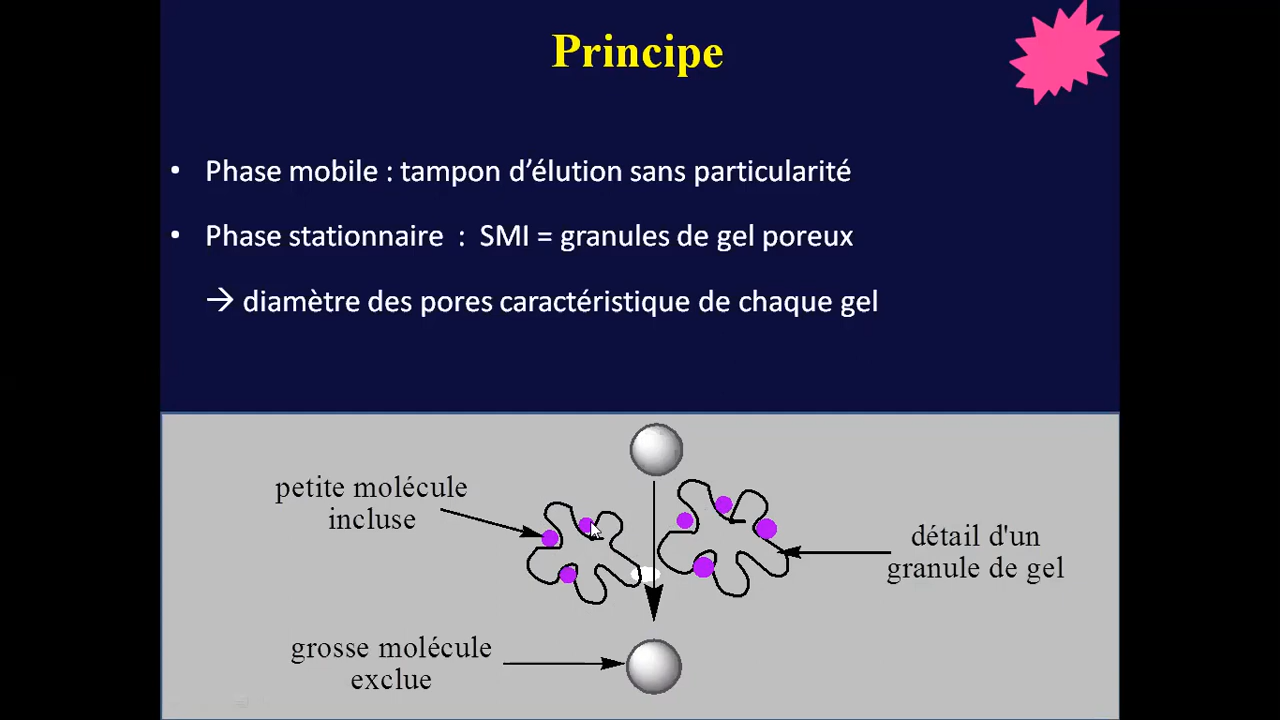 Principe
• Phase mobile : tampon d’élution sans particularité
• Phase stationnaire : SMI = granules de gel poreux
→ diamètre des pores caractéristique de chaque gel
petite molécule
incluse
détail d'un
granule de gel
grosse molécule
exclue